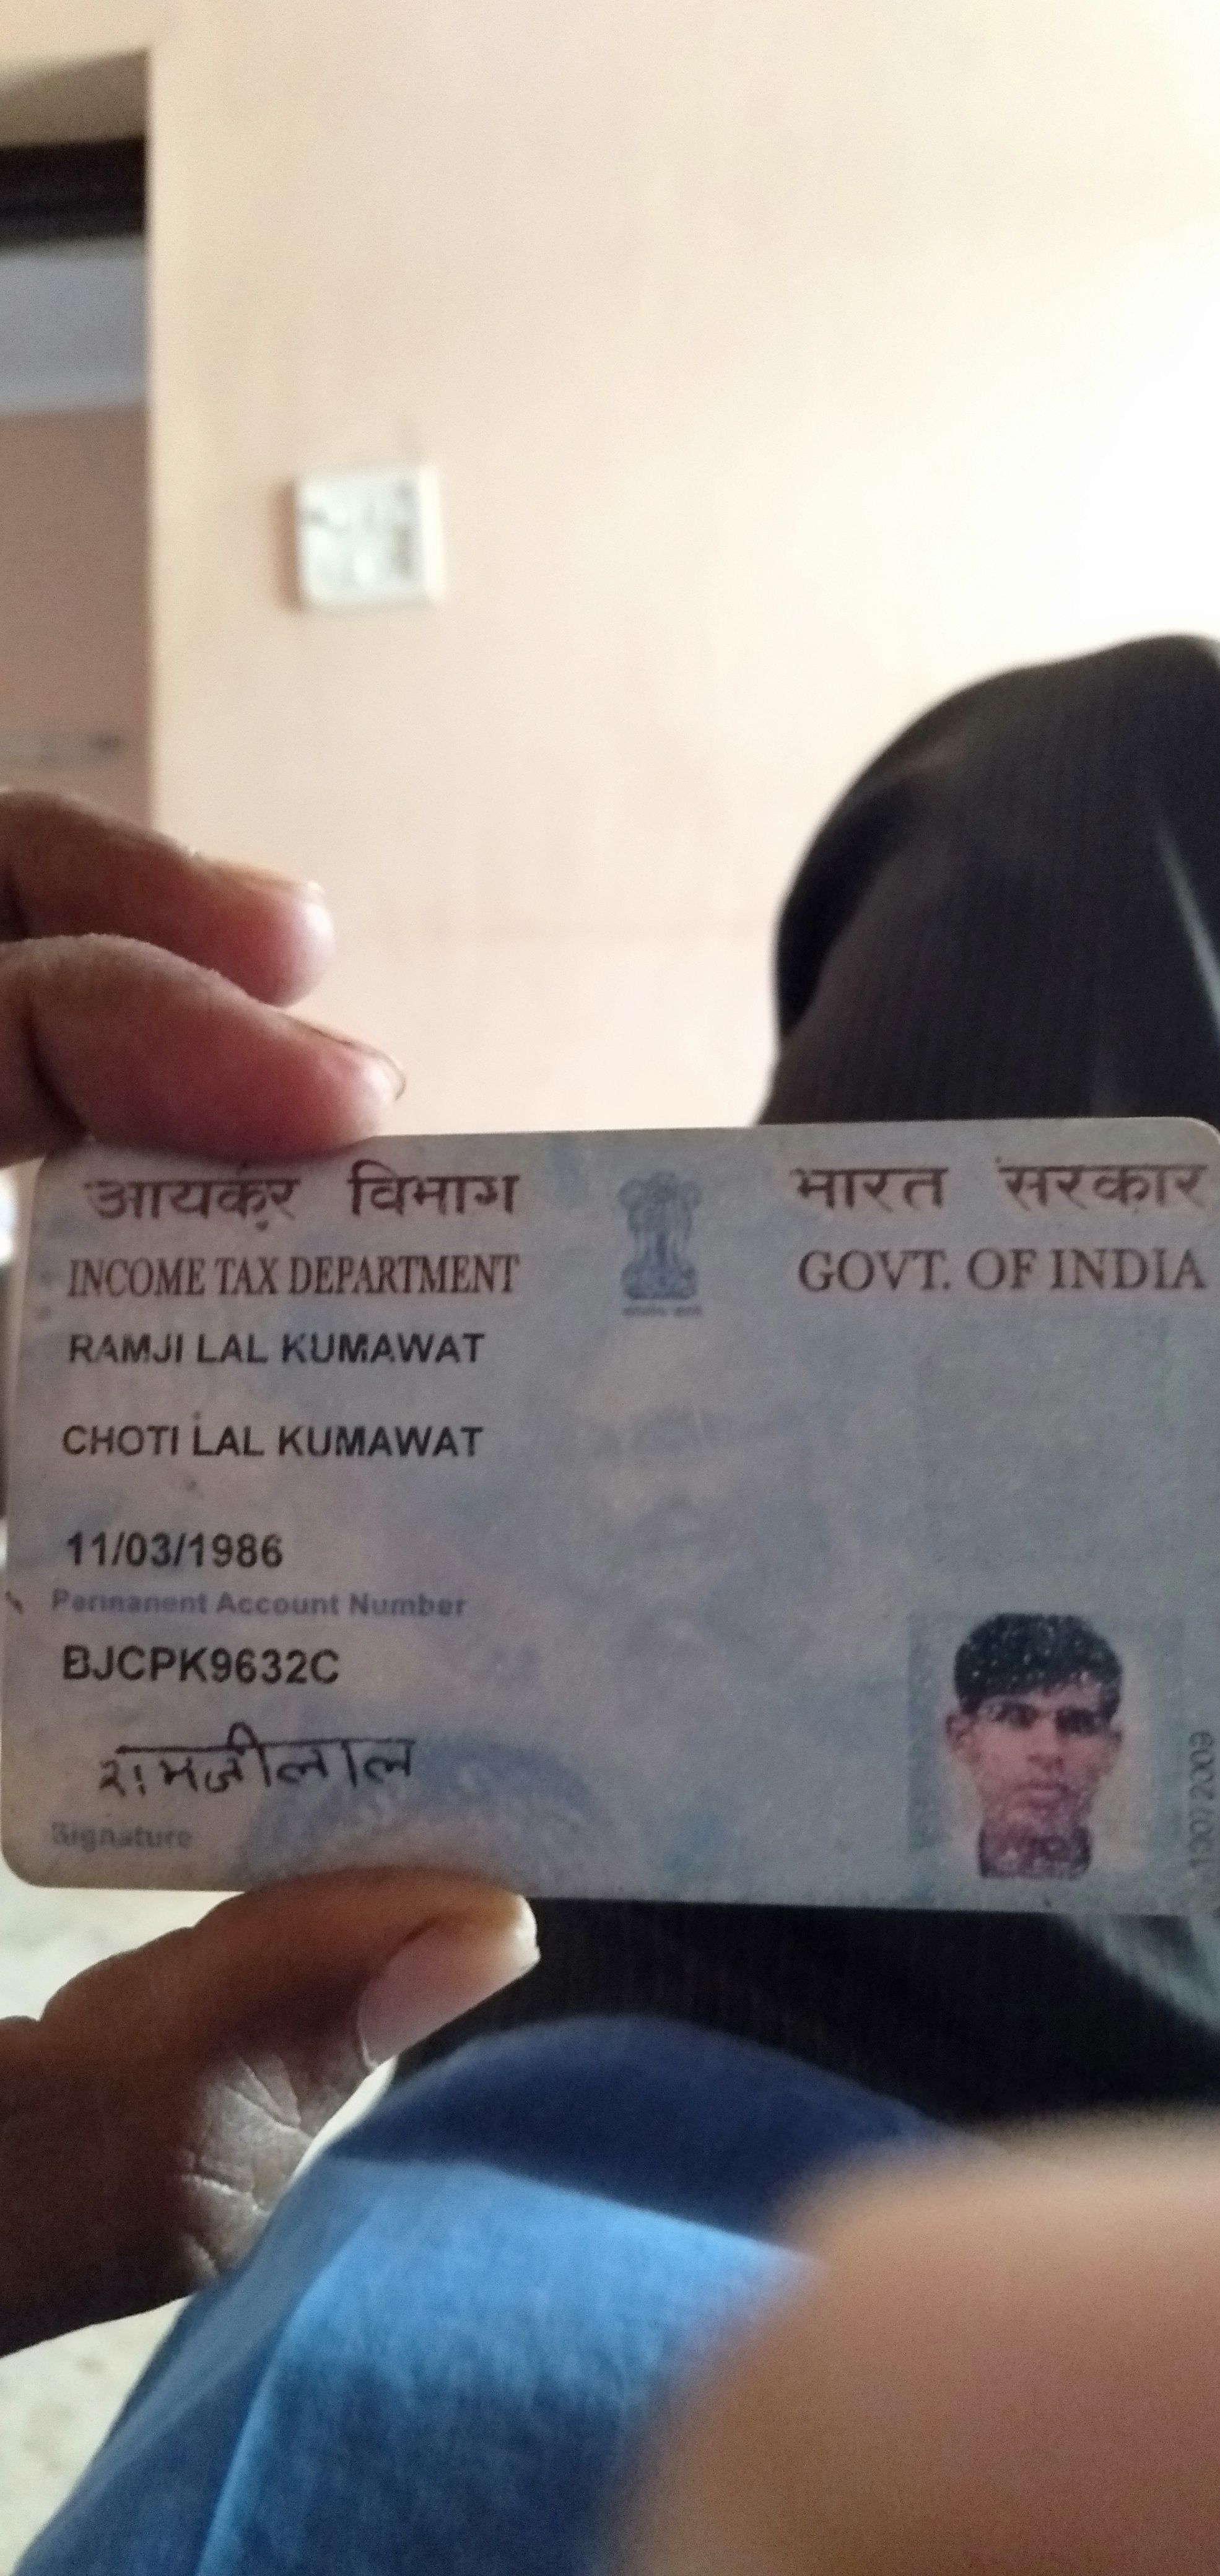 आयकर विभाग
INCOME TAX DEPARTMENT
भारत सरकार
GOVT. OF INDIA
RAMJI LAL KUMAWAT
CHOTI LAL KUMAWAT
11/03/1986
Permanent Account Number
BJCPK9632C
रामजीलाल
Signature
13072009